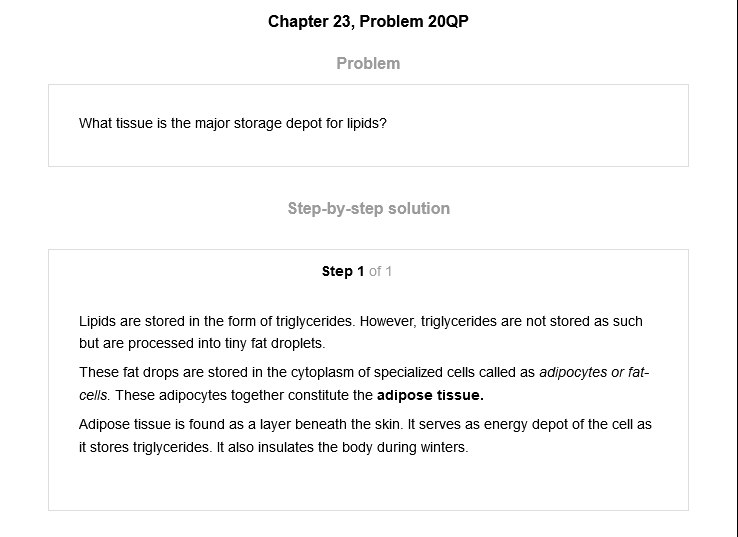 Chapter 23, Problem 20QP
Problem
What tissue is the major storage depot for lipids?
Step-by-step solution
Step 1 of 1
Lipids are stored in the form of triglycerides. However, triglycerides are not stored as such
but are processed into tiny fat droplets.
These fat drops are stored in the cytoplasm of specialized cells called as adipocytes or fat-
cells. These adipocytes together constitute the adipose tissue.
Adipose tissue is found as a layer beneath the skin. It serves as energy depot of the cell as
it stores triglycerides. It also insulates the body during winters.